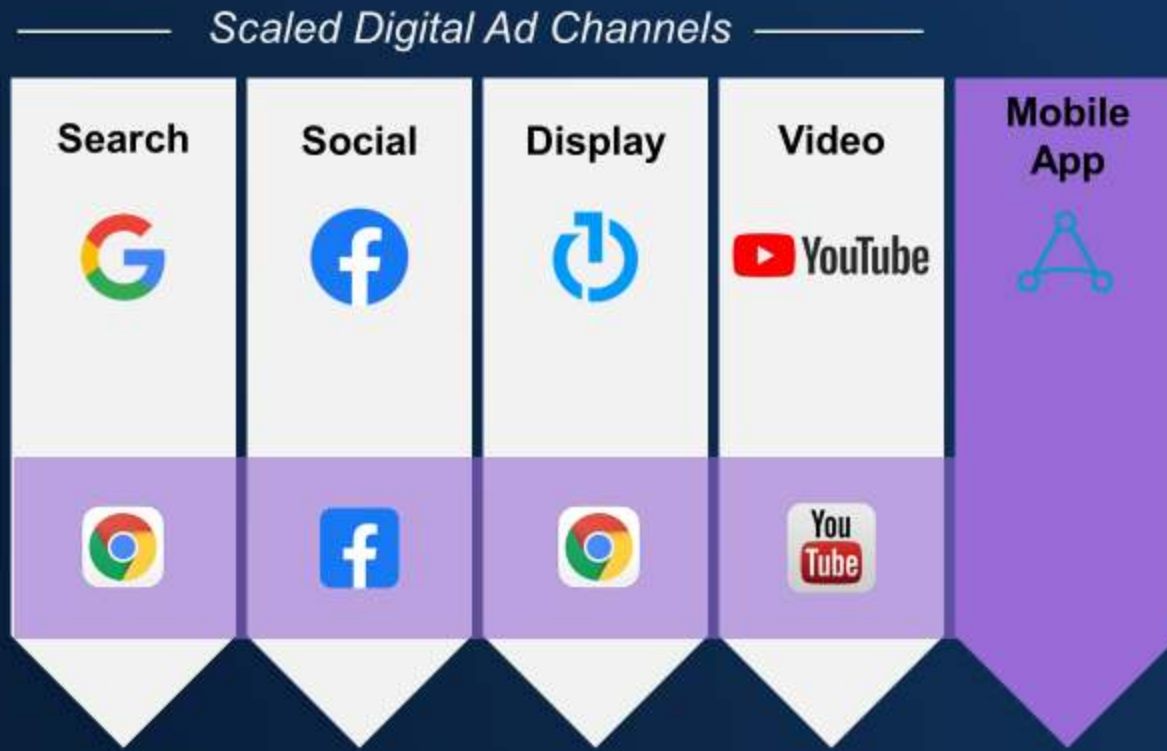 Scaled Digital Ad Channels
Search
Social
Display
Video
Mobile
App
YouTube
You
Tube